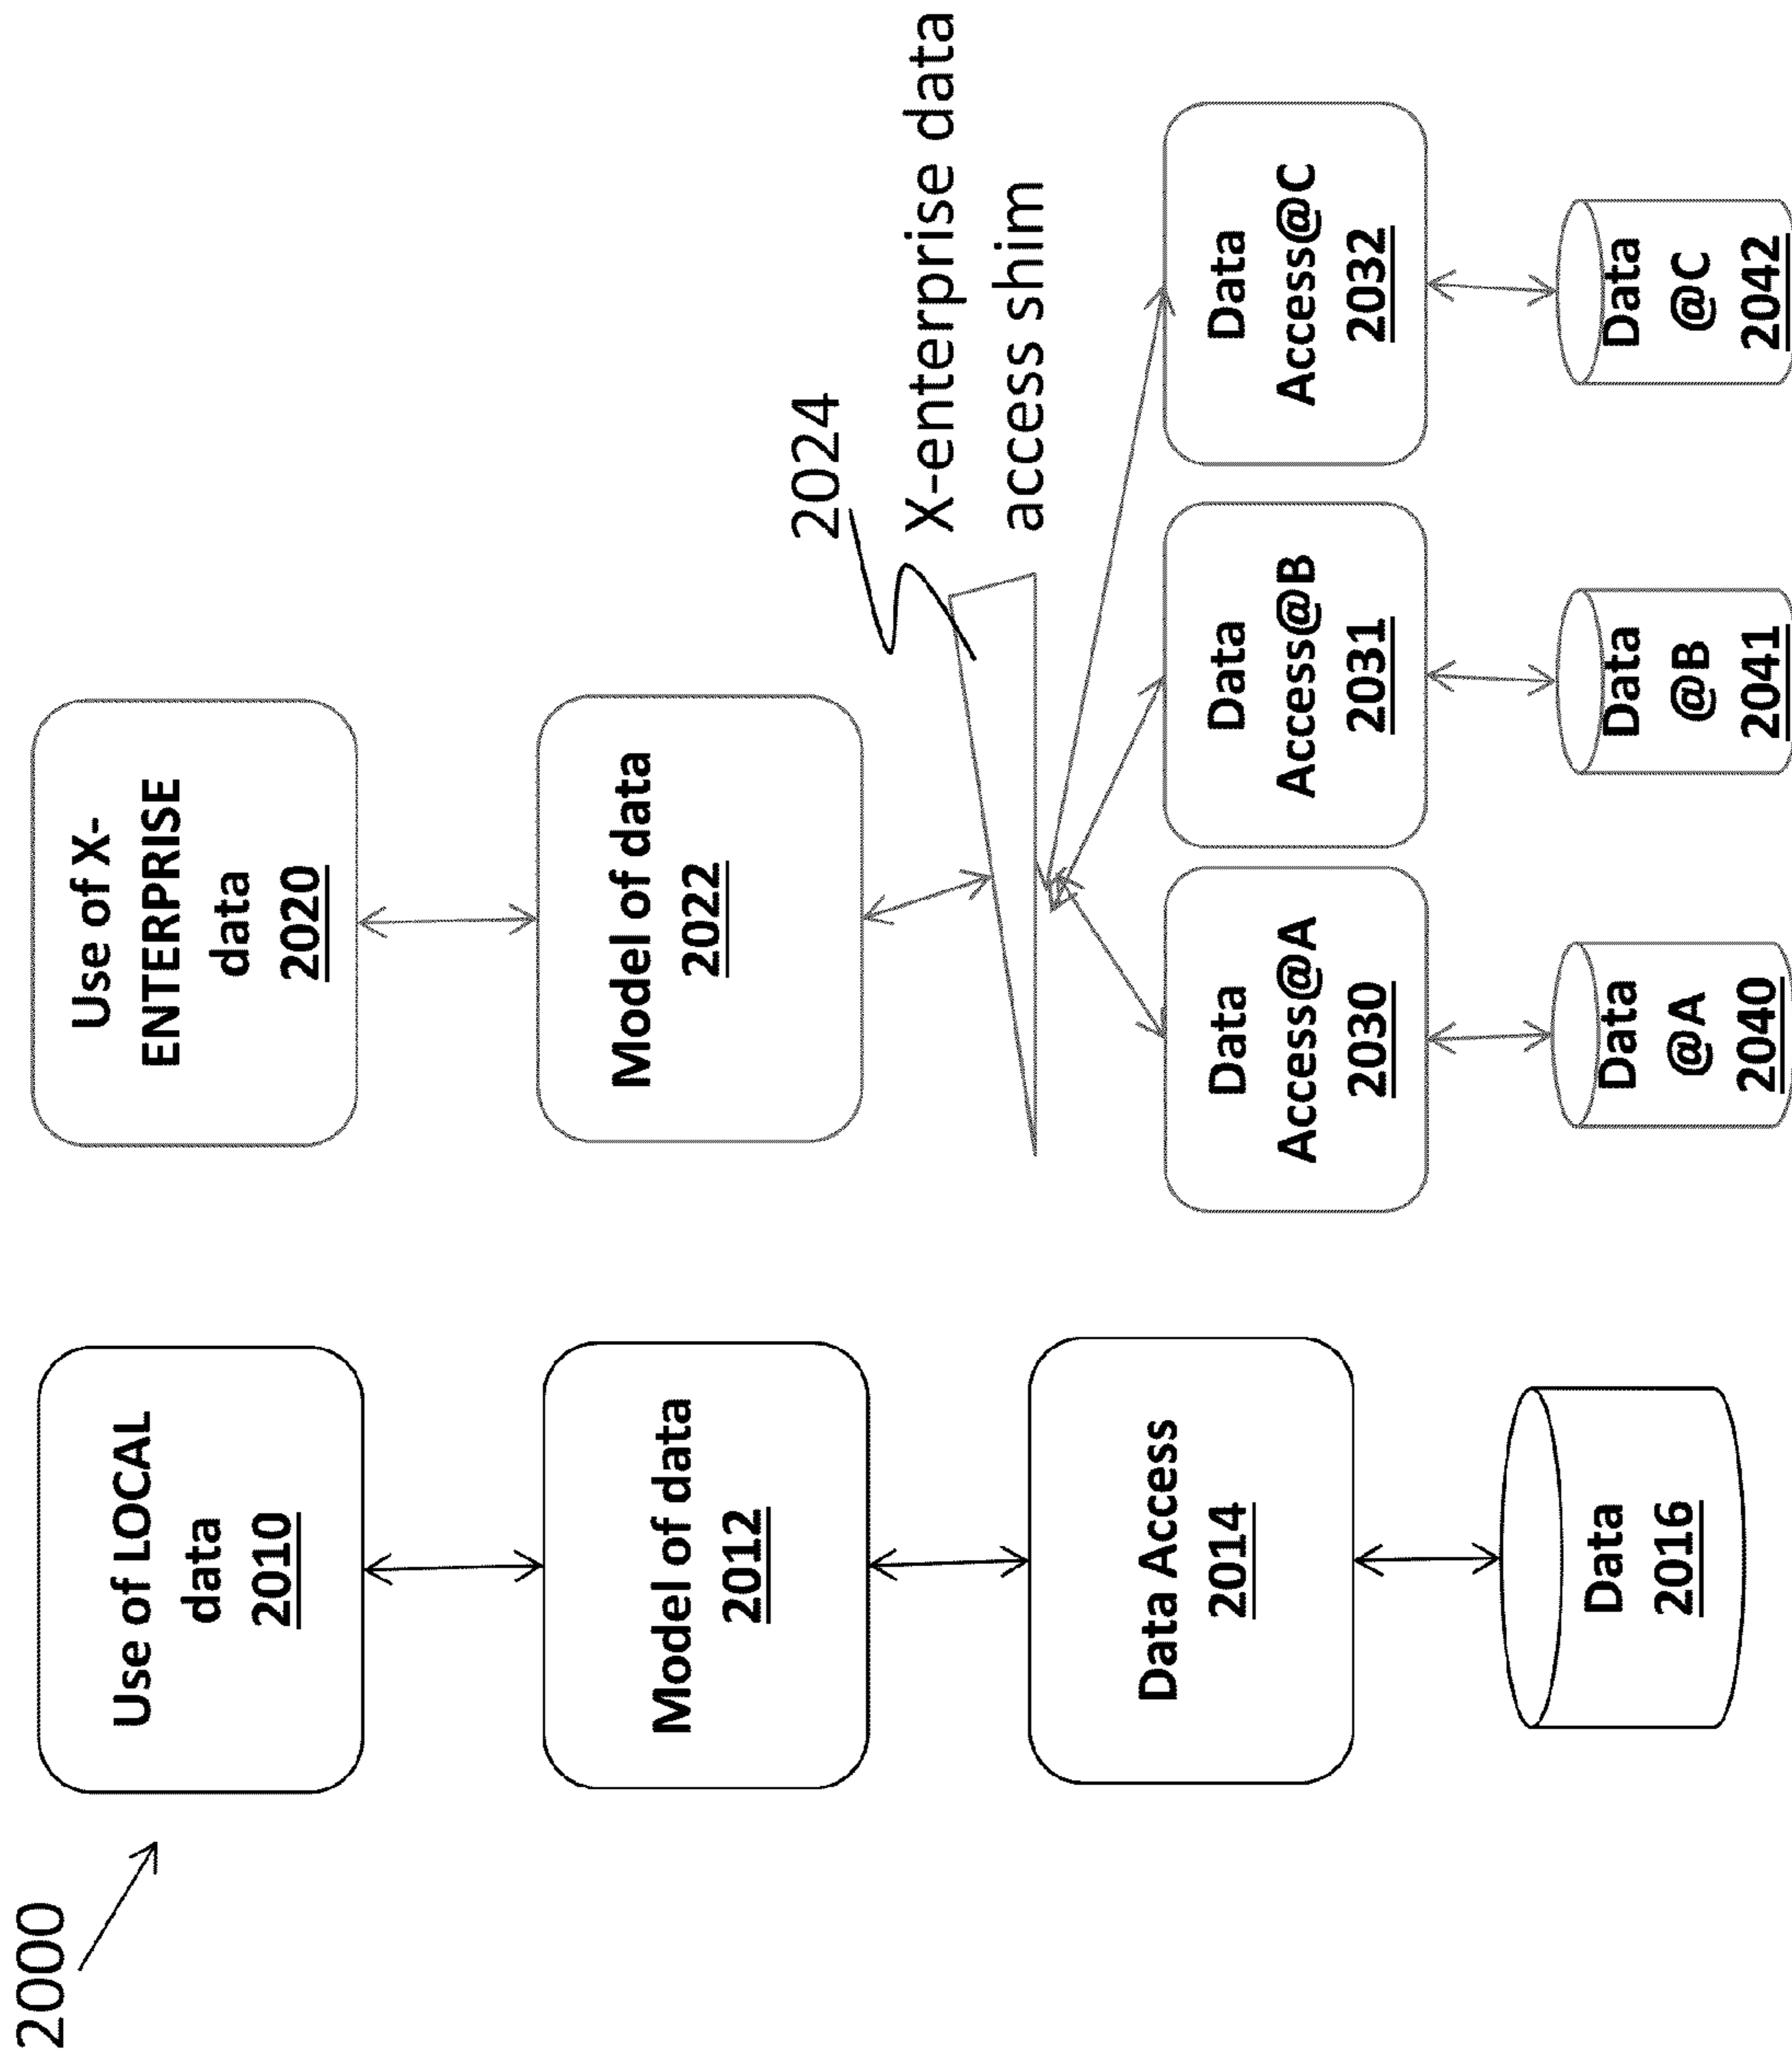 2000
Use of LOCAL
data
2010
Model of data
2012
Data Access
2014
Data
2016
Use of X-
ENTERPRISE
data
2020
Model of data
2022
2024
X-enterprise data
access shim
Data
Access@A
2030
Data
Access@B
2031
Data
Access@C
2032
Data
@A
2040
Data
@B
2041
Data
@C
2042